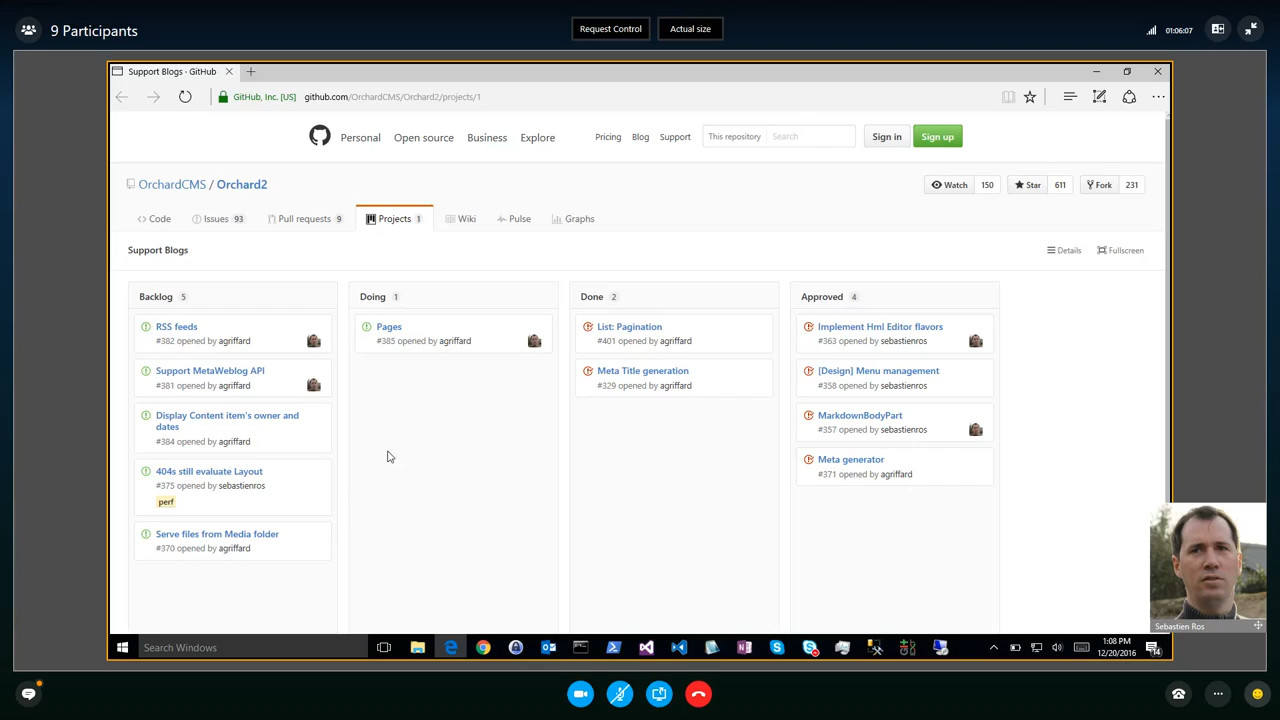 9 Participants
Request Control
Actual size
01:06:07
Support Blogs · GitHub
GitHub, Inc. [US]
github.com/OrchardCMS/Orchard2/projects/1
Personal
Open source
Business
Explore
Pricing
Blog
Support
This repository
Search
Sign in
Sign up
OrchardCMS / Orchard2
Watch 150
Star 611
Fork 231
Code
Issues 93
Pull requests 9
Projects 1
Wiki
Pulse
Graphs
Support Blogs
Details
Fullscreen
Backlog 5
RSS feeds
#382 opened by agriffard
Support MetaWeblog API
#381 opened by agriffard
Display Content item's owner and
dates
#384 opened by agriffard
404s still evaluate Layout
#375 opened by sebastienros
perf
Serve files from Media folder
#370 opened by agriffard
Doing 1
Pages
#385 opened by agriffard
Done 2
List: Pagination
#401 opened by agriffard
Meta Title generation
#329 opened by agriffard
Approved 4
Implement Hml Editor flavors
#363 opened by sebastienros
[Design] Menu management
#358 opened by sebastienros
MarkdownBodyPart
#357 opened by sebastienros
Meta generator
#371 opened by agriffard
Sebastien Ros
Search Windows
1:08 PM
12/20/2016